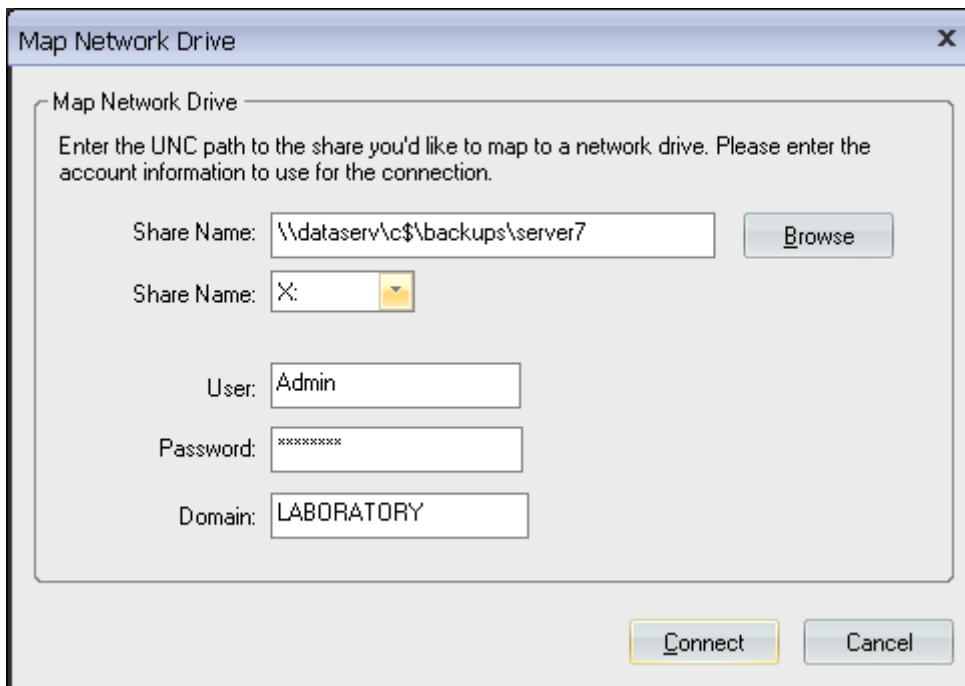 Map Network Drive
x
Map Network Drive
Enter the UNC path to the share you'd like to map to a network drive. Please enter the
account information to use for the connection.
Share Name: \\dataserv\c$\backups\server7 Browse
Share Name: X:
User: Admin
Password: ********
Domain: LABORATORY
Connect Cancel